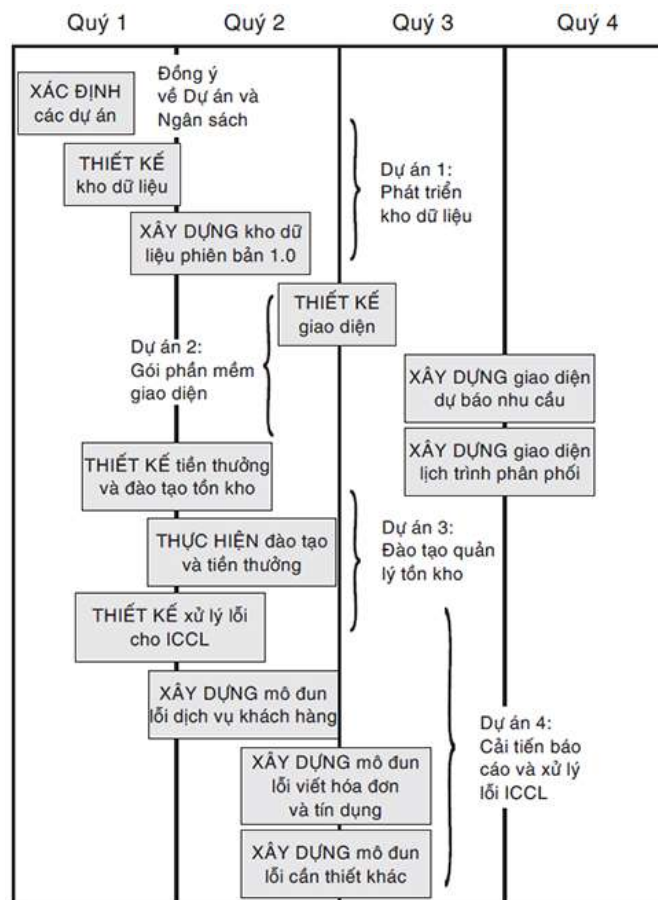 Quý 1
Quý 2
Quý 3
Quý 4
XÁC ĐỊNH
các dự án
Đồng ý
về Dự án và
Ngân sách
THIẾT KẾ
kho dữ liệu
Dự án 1:
Phát triển
kho dữ liệu
XÂY DỰNG kho dữ
liệu phiên bản 1.0
THIẾT KẾ
giao diện
Dự án 2:
Gói phần mềm
giao diện
XÂY DỰNG giao diện
dự báo nhu cầu
XÂY DỰNG giao diện
lịch trình phân phối
THIẾT KẾ tiền thưởng
và đào tạo tồn kho
THỰC HIỆN đào tạo
và tiền thưởng
Dự án 3:
Đào tạo quản
lý tồn kho
THIẾT KẾ xử lý lỗi
cho ICCL
XÂY DỰNG mô đun
lỗi dịch vụ khách hàng
Dự án 4:
Cải tiến báo
cáo và xử lý
lỗi ICCL
XÂY DỰNG mô đun
lỗi viết hóa đơn
và tín dụng
XÂY DỰNG mô đun
lỗi cần thiết khác